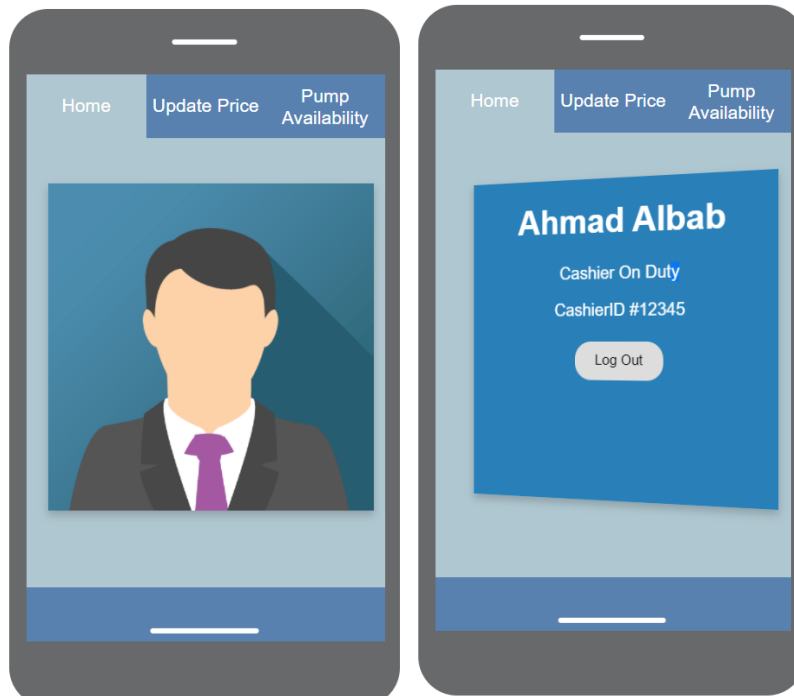 Home
Update Price
Pump
Availability
Home
Update Price
Pump
Availability
Ahmad Albab
Cashier On Duty
CashierID #12345
Log Out